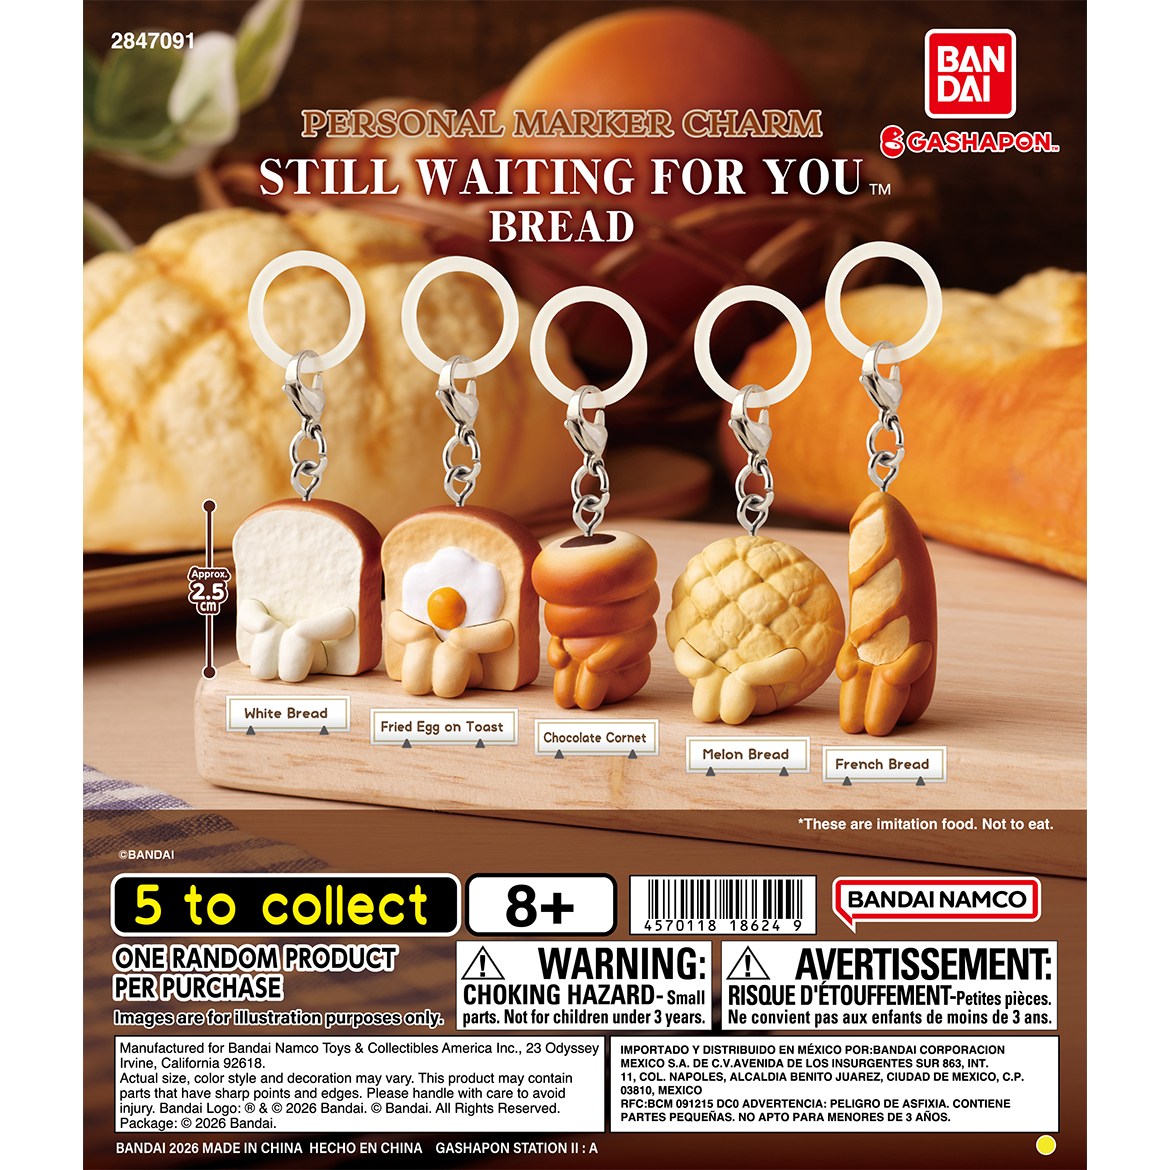 2847091
BAN
DAI
GASHAPON™
PERSONAL MARKER CHARM
STILL WAITING FOR YOU™
BREAD
Approx.
2.5
cm
White Bread
Fried Egg on Toast
Chocolate Cornet
Melon Bread
French Bread
*These are imitation food. Not to eat.
©BANDAI
5 to collect
8+
4570118 18624 9
BANDAI NAMCO
ONE RANDOM PRODUCT
PER PURCHASE
Images are for illustration purposes only.
WARNING:
CHOKING HAZARD- Small
parts. Not for children under 3 years.
AVERTISSEMENT:
RISQUE D'ÉTOUFFEMENT-Petites pièces.
Ne convient pas aux enfants de moins de 3 ans.
Manufactured for Bandai Namco Toys & Collectibles America Inc., 23 Odyssey
Irvine, California 92618.
Actual size, color style and decoration may vary. This product may contain
parts that have sharp points and edges. Please handle with care to avoid
injury. Bandai Logo: ® & © 2026 Bandai. © Bandai. All Rights Reserved.
Package: © 2026 Bandai.
IMPORTADO Y DISTRIBUIDO EN MÉXICO POR:BANDAI CORPORACION
MEXICO S.A. DE C.V.AVENIDA DE LOS INSURGENTES SUR 863, INT.
11, COL. NAPOLES, ALCALDIA BENITO JUAREZ, CIUDAD DE MEXICO, C.P.
03810, MEXICO
RFC:BCM 091215 DC0 ADVERTENCIA: PELIGRO DE ASFIXIA. CONTIENE
PARTES PEQUEÑAS. NO APTO PARA MENORES DE 3 AÑOS.
BANDAI 2026 MADE IN CHINA HECHO EN CHINA GASHAPON STATION II : A